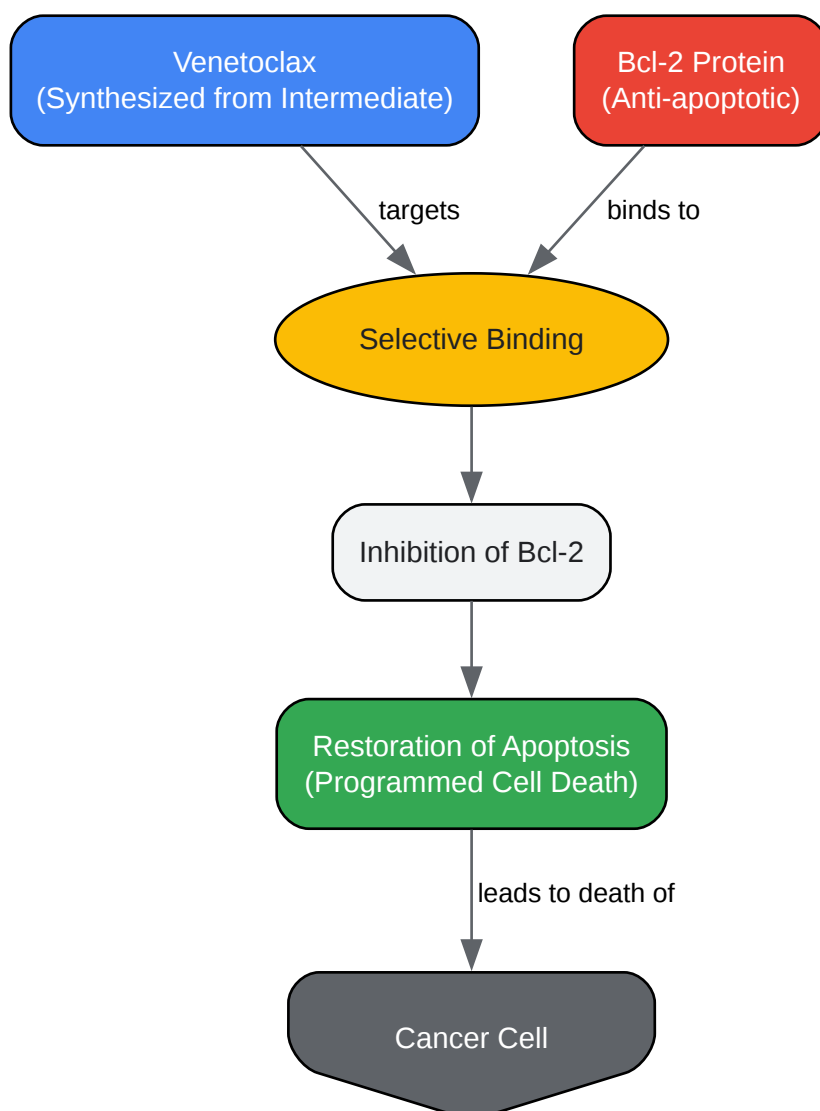 Venetoclax
(Synthesized from Intermediate)
Bcl-2 Protein
(Anti-apoptotic)
targets
binds to
Selective Binding
Inhibition of Bcl-2
Restoration of Apoptosis
(Programmed Cell Death)
leads to death of
Cancer Cell